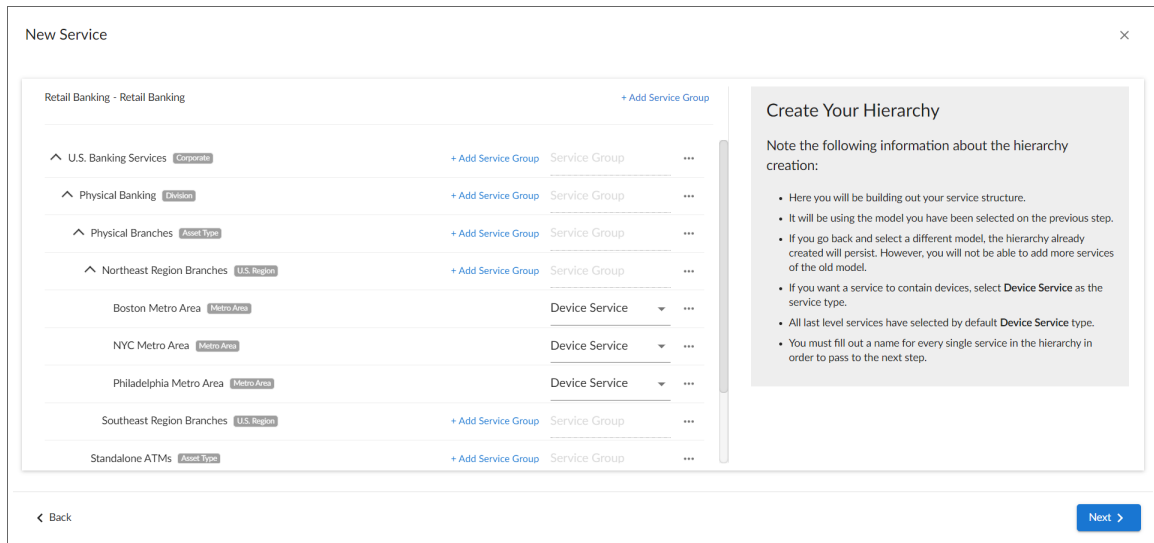 New Service
Retail Banking - Retail Banking
+ Add Service Group
U.S. Banking Services Corporate + Add Service Group Service Group
Physical Banking Division + Add Service Group Service Group
Physical Branches Asset Type + Add Service Group Service Group
Northeast Region Branches U.S. Region + Add Service Group Service Group
Boston Metro Area Metro Area Device Service
NYC Metro Area Metro Area Device Service
Philadelphia Metro Area Metro Area Device Service
Southeast Region Branches U.S. Region + Add Service Group Service Group
Standalone ATMs Asset Type + Add Service Group Service Group
Create Your Hierarchy
Note the following information about the hierarchy
creation:
• Here you will be building out your service structure.
• It will be using the model you have been selected on the previous step.
• If you go back and select a different model, the hierarchy already
created will persist. However, you will not be able to add more services
of the old model.
• If you want a service to contain devices, select Device Service as the
service type.
• All last level services have selected by default Device Service type.
• You must fill out a name for every single service in the hierarchy in
order to pass to the next step.
Back
Next